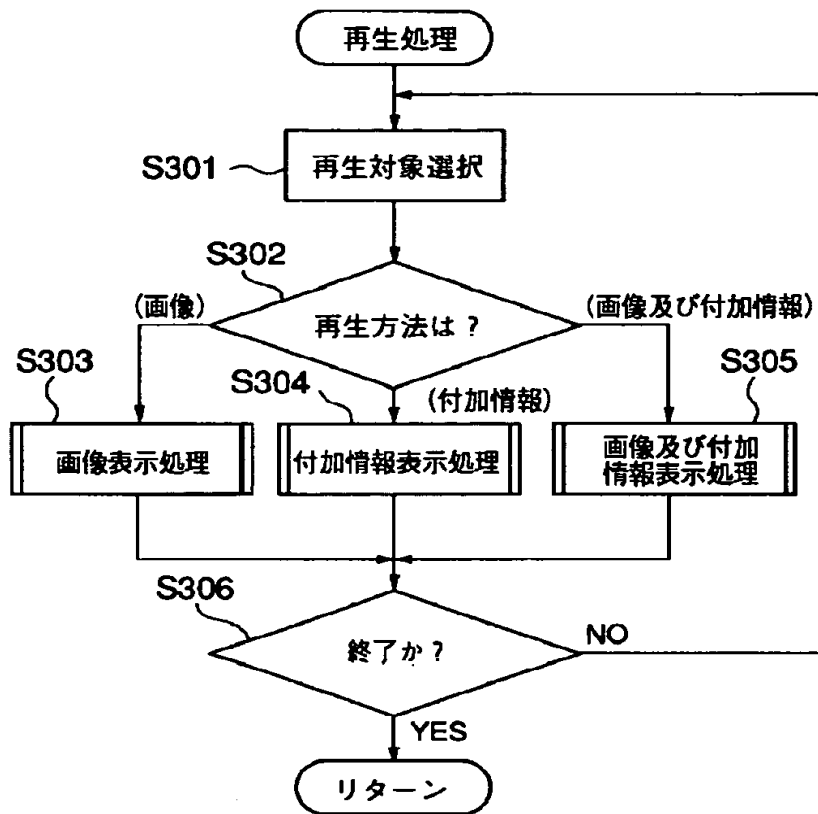 再生処理
S301
再生対象選択
S302
(画像)
再生方法は?
(画像及び付加情報)
S303
S304
(付加情報)
S305
画像表示処理
付加情報表示処理
画像及び付加
情報表示処理
S306
終了か?
NO
YES
リターン